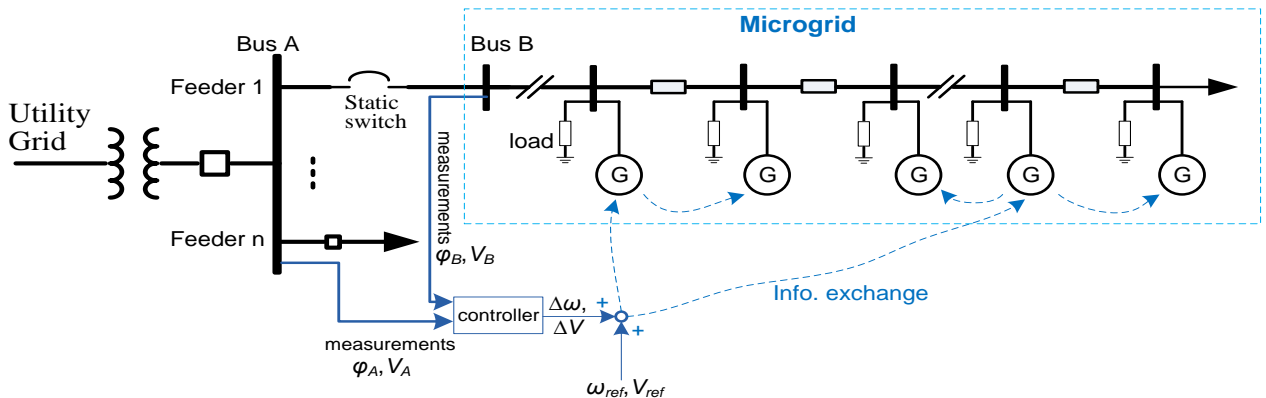 Microgrid
Bus A
Bus B
Feeder 1
Static
switch
Utility
Grid
load
G
G
G
G
G
measurements
φB, VB
Feeder n
Info. exchange
controller
Δω,
ΔV
+
+
measurements
φA, VA
ωref, Vref